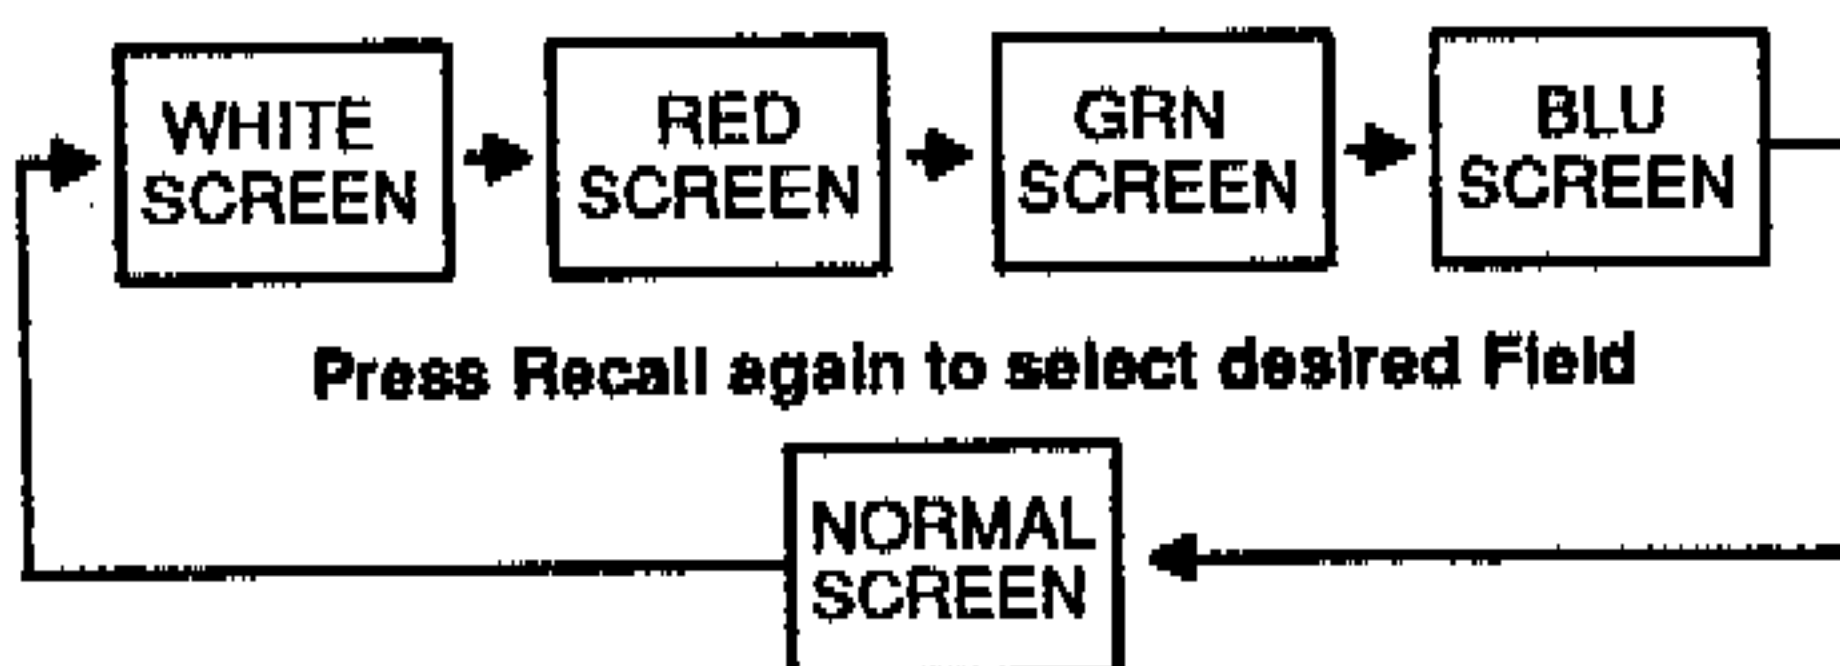 WHITE
SCREEN
RED
SCREEN
GRN
SCREEN
BLU
SCREEN
Press Recall again to select desired Field
NORMAL
SCREEN